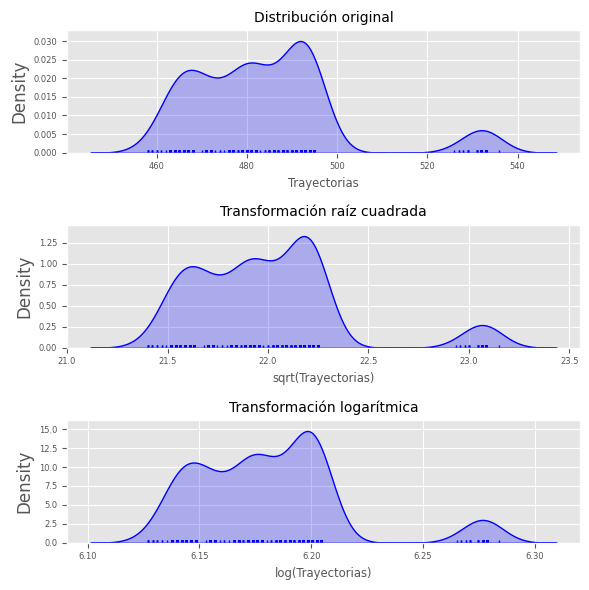 Distribución original
0.030
0.025
0.020
0.015
0.010
0.005
0.000
Density
460 480 500 520 540
Trayectorias
Transformación raíz cuadrada
1.25
1.00
0.75
0.50
0.25
0.00
Density
21.0 21.5 22.0 22.5 23.0 23.5
sqrt(Trayectorias)
Transformación logarítmica
15.0
12.5
10.0
7.5
5.0
2.5
0.0
Density
6.10 6.15 6.20 6.25 6.30
log(Trayectorias)